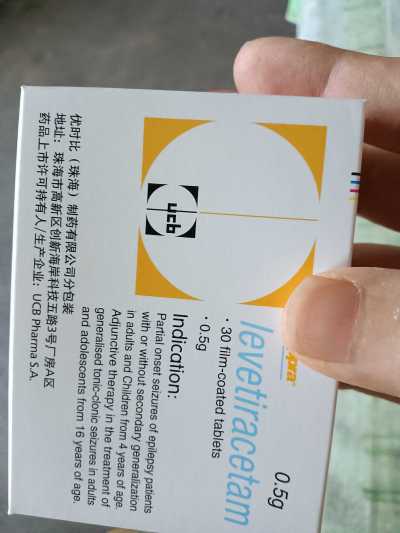 pra®
levetiracetam 0.5g
· 30 film-coated tablets
· 0.5g
Indication:
Partial onset seizures of epilepsy patients
with or without secondary generalization
in adults and Children from 4 years of age.
Adjunctive therapy in the treatment of
generalised tonic-clonic seizures in adults
and adolescents from 16 years of age.
ucb
优时比（珠海）制药有限公司分包装
地址：珠海市高新区创新海岸科技五路3号厂房A区
药品上市许可持有人/生产企业：UCB Pharma S.A.